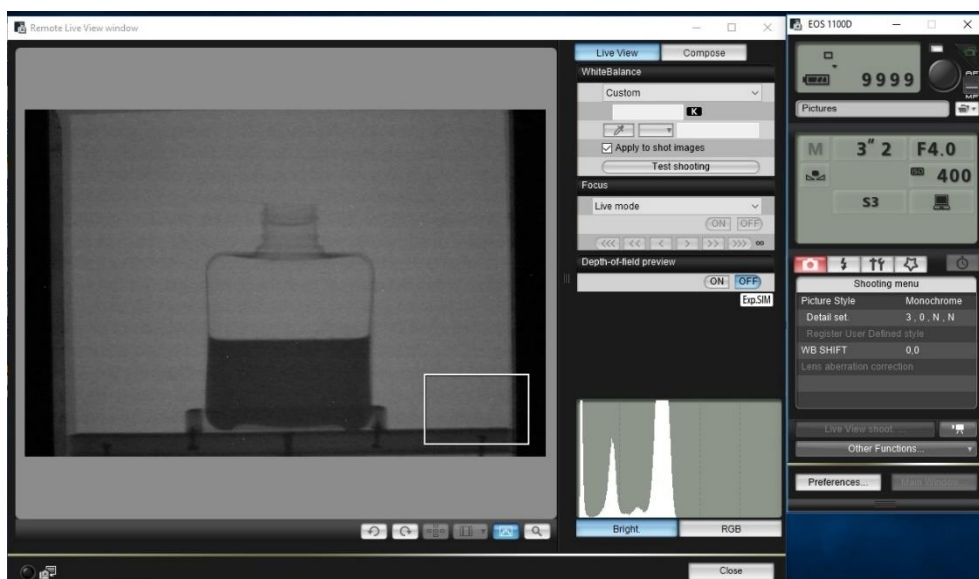 Remote Live View window
Live View Compose
WhiteBalance
Custom
K
Apply to shot images
Test shooting
Focus
Live mode
ON OFF
<<< << < > >> >>> ∞
Depth-of-field preview
ON OFF
Exp.SIM
Bright. RGB
Close
EOS 1100D
9999
AF
MF
Pictures
M 3"2 F4.0
ISO 400
S3
Shooting menu
Picture Style Monochrome
Detail set. 3 , 0 , N , N
Register User Defined style
WB SHIFT 0,0
Lens aberration correction
Live View shoot. ...
Other Functions...
Preferences... Main Window...